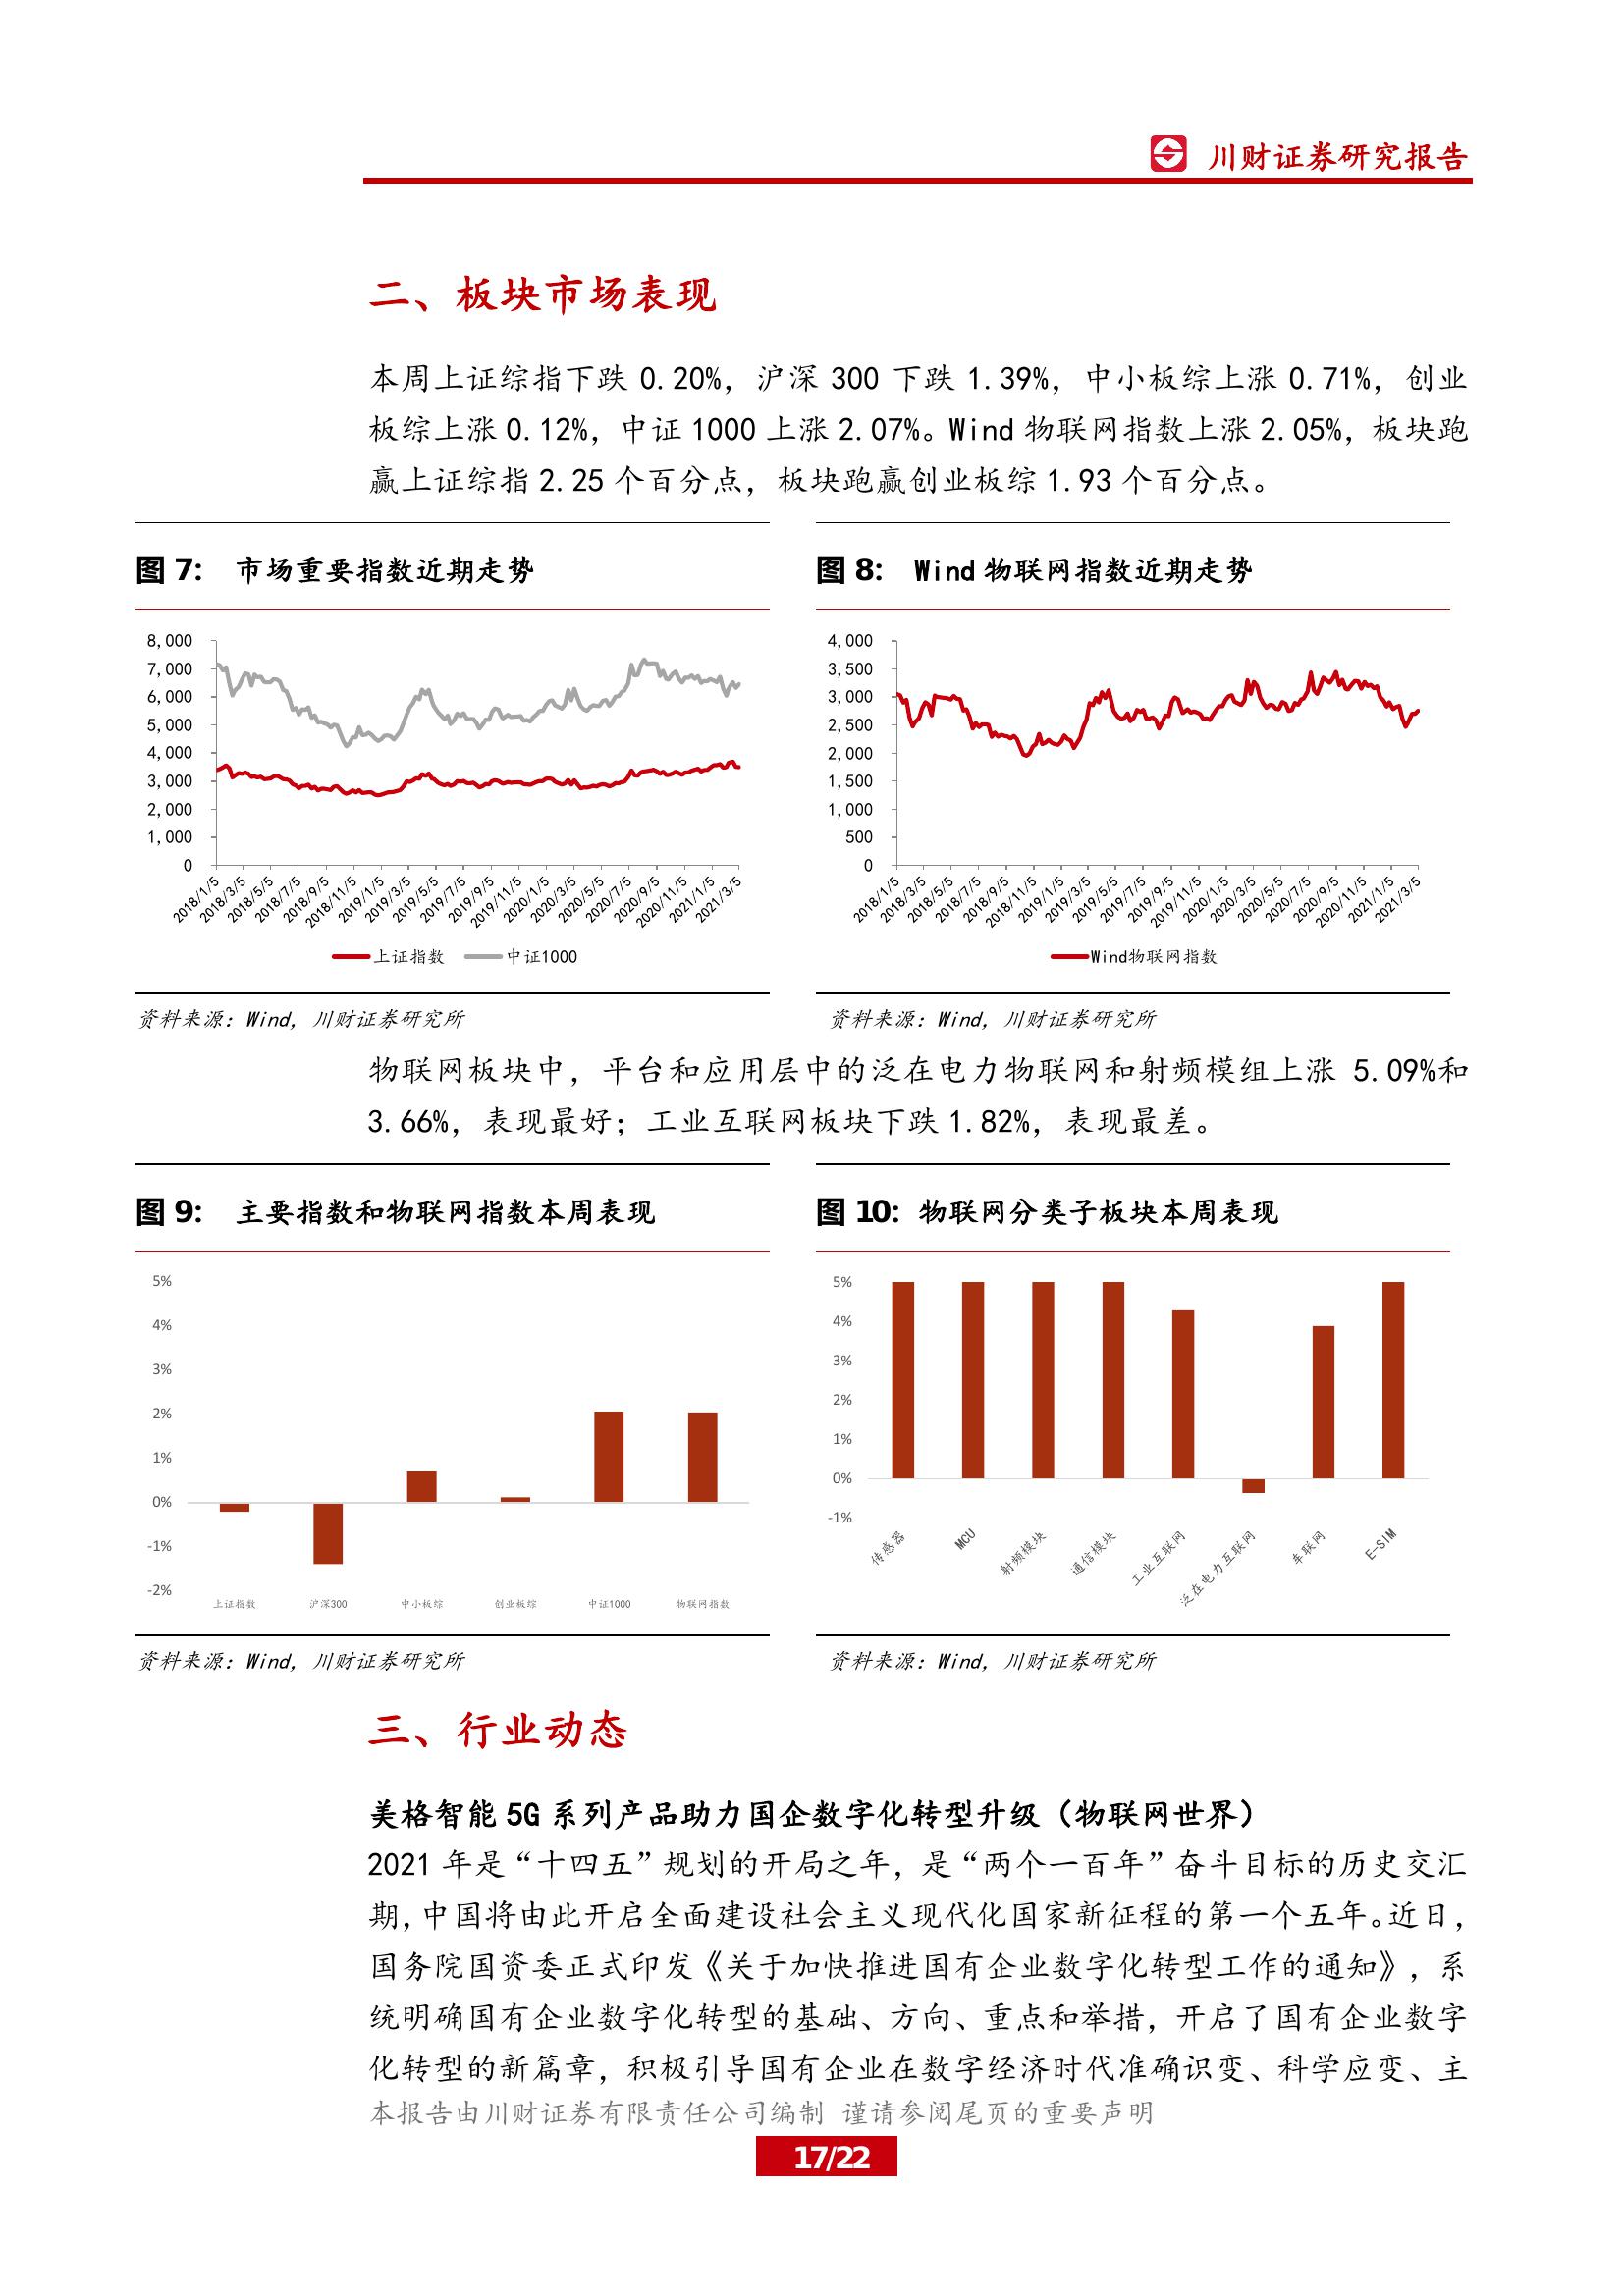 川财证券研究报告
二、板块市场表现
本周上证综指下跌 0.20%，沪深 300 下跌 1.39%，中小板综上涨 0.71%，创业
板综上涨 0.12%，中证 1000 上涨 2.07%。Wind 物联网指数上涨 2.05%，板块跑
赢上证综指 2.25 个百分点，板块跑赢创业板综 1.93 个百分点。
图 7: 市场重要指数近期走势
8,000
7,000
6,000
5,000
4,000
3,000
2,000
1,000
0
2018/1/5
2018/3/5
2018/5/5
2018/7/5
2018/9/5
2018/11/5
2019/1/5
2019/3/5
2019/5/5
2019/7/5
2019/9/5
2019/11/5
2020/1/5
2020/3/5
2020/5/5
2020/7/5
2020/9/5
2020/11/5
2021/1/5
2021/3/5
上证指数 中证1000
资料来源：Wind，川财证券研究所
图 8: Wind 物联网指数近期走势
4,000
3,500
3,000
2,500
2,000
1,500
1,000
500
0
2018/1/5
2018/3/5
2018/5/5
2018/7/5
2018/9/5
2018/11/5
2019/1/5
2019/3/5
2019/5/5
2019/7/5
2019/9/5
2019/11/5
2020/1/5
2020/3/5
2020/5/5
2020/7/5
2020/9/5
2020/11/5
2021/1/5
2021/3/5
Wind物联网指数
资料来源：Wind，川财证券研究所
物联网板块中，平台和应用层中的泛在电力物联网和射频模组上涨 5.09%和
3.66%，表现最好；工业互联网板块下跌 1.82%，表现最差。
图 9: 主要指数和物联网指数本周表现
5%
4%
3%
2%
1%
0%
-1%
-2%
上证指数 沪深300 中小板综 创业板综 中证1000 物联网指数
资料来源：Wind，川财证券研究所
图 10: 物联网分类子板块本周表现
5%
4%
3%
2%
1%
0%
-1%
传感器
MCU
射频模块
通信模块
工业互联网
泛在电力互联网
车联网
E-SIM
资料来源：Wind，川财证券研究所
三、行业动态
美格智能 5G 系列产品助力国企数字化转型升级（物联网世界）
2021 年是“十四五”规划的开局之年，是“两个一百年”奋斗目标的历史交汇
期，中国将由此开启全面建设社会主义现代化国家新征程的第一个五年。近日，
国务院国资委正式印发《关于加快推进国有企业数字化转型工作的通知》，系
统明确国有企业数字化转型的基础、方向、重点和举措，开启了国有企业数字
化转型的新篇章，积极引导国有企业在数字经济时代准确识变、科学应变、主
本报告由川财证券有限责任公司编制 谨请参阅尾页的重要声明
17/22